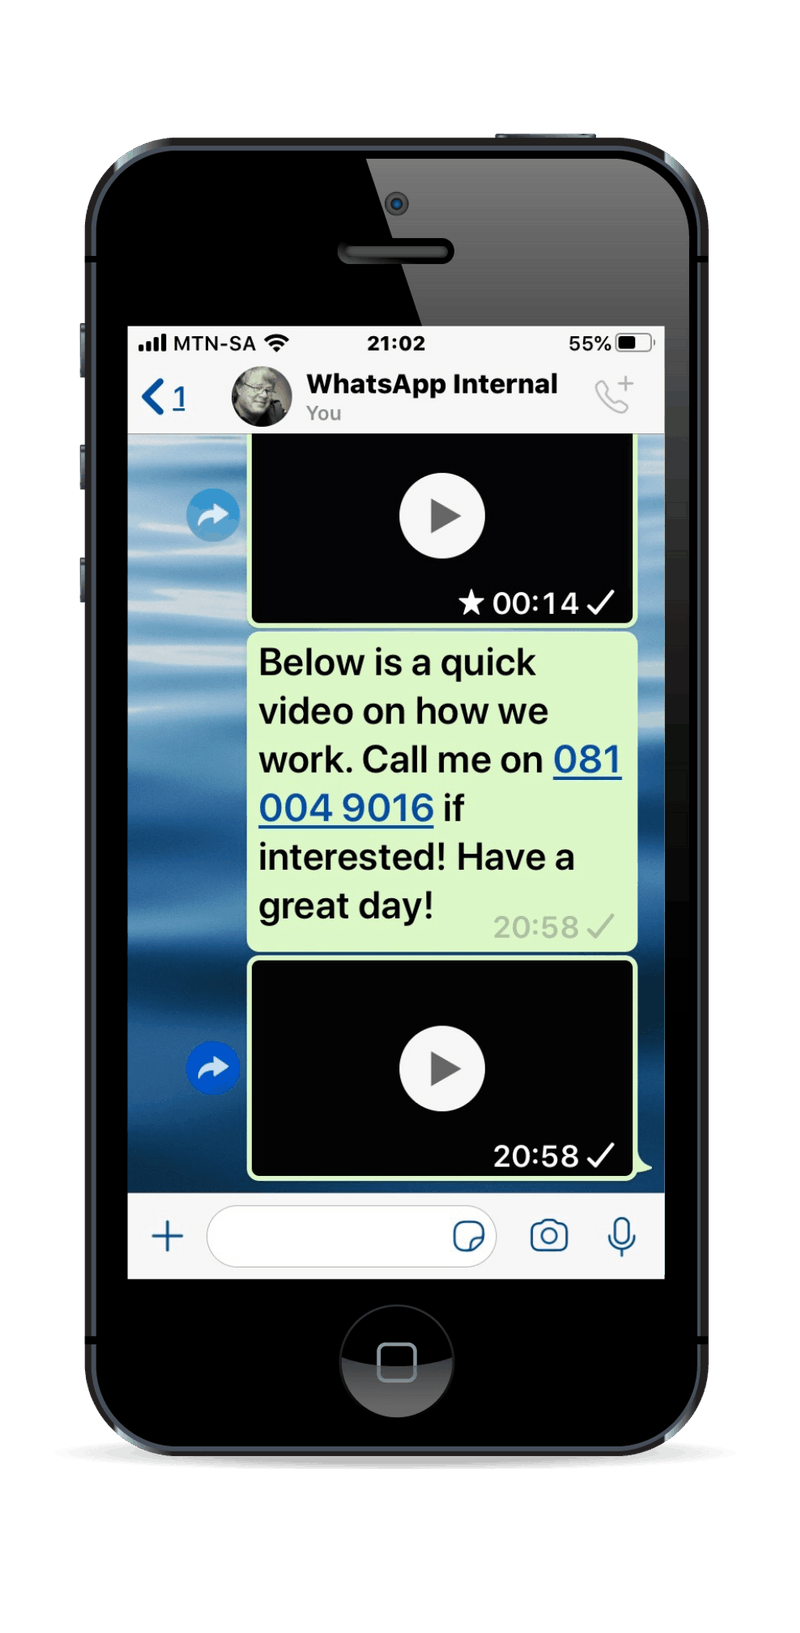 MTN-SA 21:02 55%
1 WhatsApp Internal
You
00:14
Below is a quick
video on how we
work. Call me on 081
004 9016 if
interested! Have a
great day!
20:58
20:58